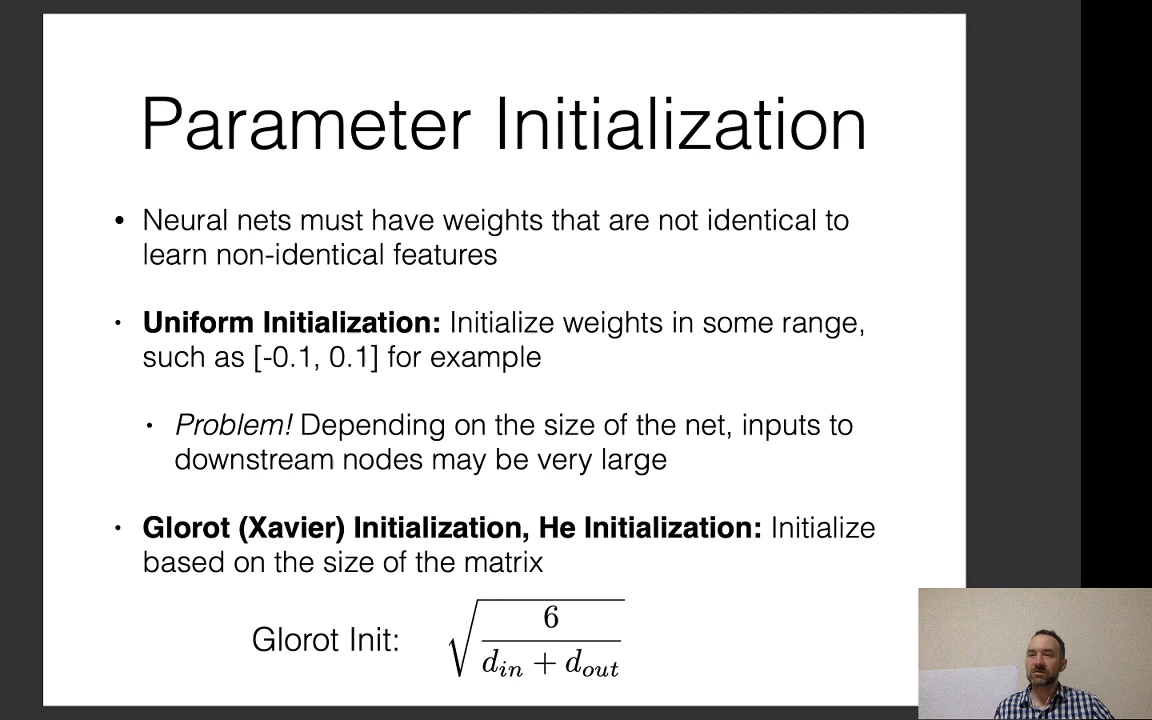 Parameter Initialization
• Neural nets must have weights that are not identical to
learn non-identical features
• Uniform Initialization: Initialize weights in some range,
such as [-0.1, 0.1] for example
• Problem! Depending on the size of the net, inputs to
downstream nodes may be very large
• Glorot (Xavier) Initialization, He Initialization: Initialize
based on the size of the matrix
Glorot Init: √(6 / (d_in + d_out))